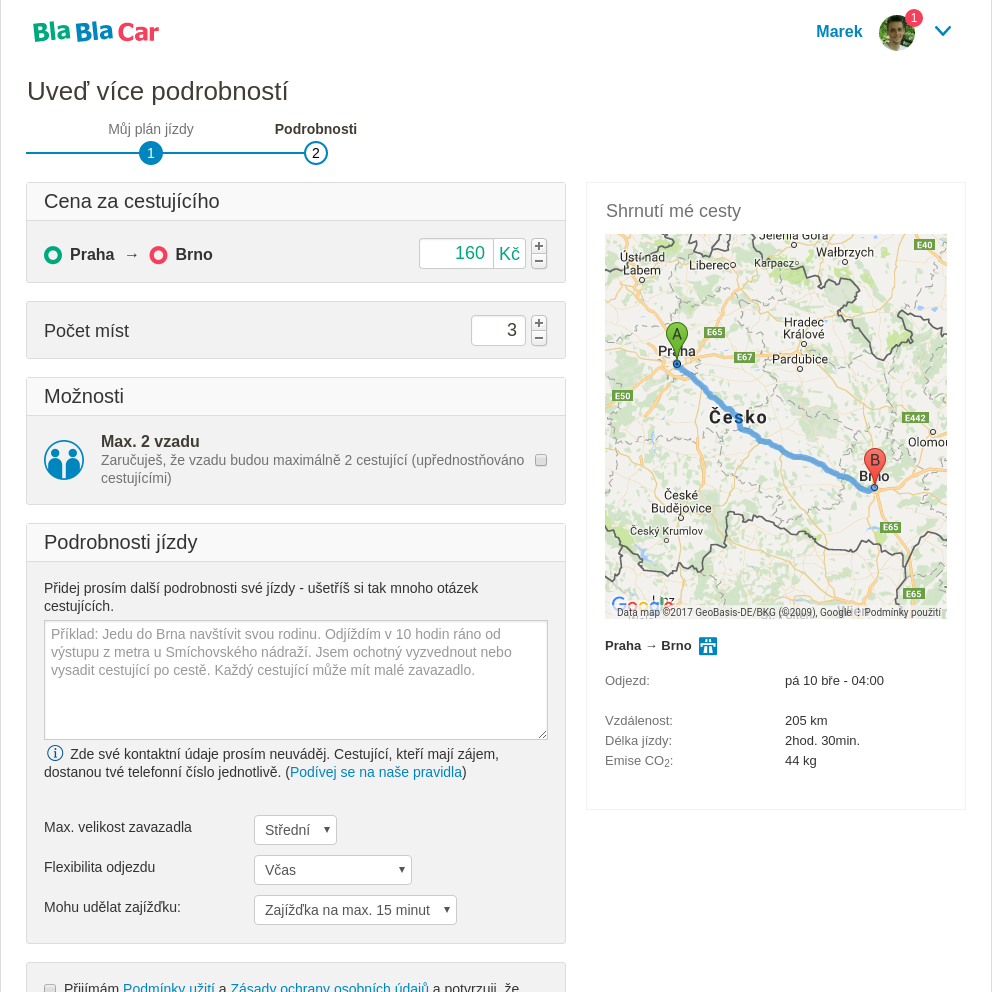 Bla Bla Car
Marek
1
Uveď více podrobností
Můj plán jízdy
Podrobnosti
1
2
Cena za cestujícího
Praha → Brno
160 Kč
+
−
Počet míst
3
+
−
Možnosti
Max. 2 vzadu
Zaručuješ, že vzadu budou maximálně 2 cestující (upřednostňováno
cestujícími)
Podrobnosti jízdy
Přidej prosím další podrobnosti své jízdy - ušetříš si tak mnoho otázek
cestujících.
Příklad: Jedu do Brna navštívit svou rodinu. Odjíždím v 10 hodin ráno od
výstupu z metra u Smíchovského nádraží. Jsem ochotný vyzvednout nebo
vysadit cestující po cestě. Každý cestující může mít malé zavazadlo.
Zde své kontaktní údaje prosím neuváděj. Cestující, kteří mají zájem,
dostanou tvé telefonní číslo jednotlivě. (Podívej se na naše pravidla)
Max. velikost zavazadla
Střední
Flexibilita odjezdu
Včas
Mohu udělat zajížďku:
Zajížďka na max. 15 minut
Přijímám Podmínky užití a Zásady ochrany osobních údajů a potvrzuji, že
Shrnutí mé cesty
Jelenia Góra
E40
Ústí nad
Labem
Liberec
Karpacz
Wałbrzych
A
E65
Hradec
Králové
Praha
E67
Pardubice
E50
Česko
E442
Olomou
B
Brno
České
Budějovice
E65
Český Krumlov
E65
Linz
Google
Wien
Data map ©2017 GeoBasis-DE/BKG (©2009), Google
Podmínky použití
Praha → Brno
Odjezd:
pá 10 bře - 04:00
Vzdálenost:
205 km
Délka jízdy:
2hod. 30min.
Emise CO2:
44 kg